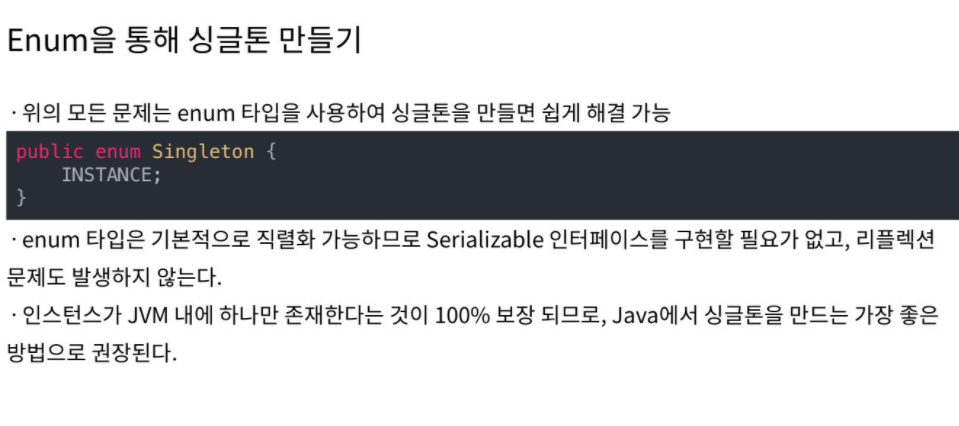 Enum을 통해 싱글톤 만들기
· 위의 모든 문제는 enum 타입을 사용하여 싱글톤을 만들면 쉽게 해결 가능
public enum Singleton {
    INSTANCE;
}
· enum 타입은 기본적으로 직렬화 가능하므로 Serializable 인터페이스를 구현할 필요가 없고, 리플렉션
문제도 발생하지 않는다.
· 인스턴스가 JVM 내에 하나만 존재한다는 것이 100% 보장 되므로, Java에서 싱글톤을 만드는 가장 좋은
방법으로 권장된다.